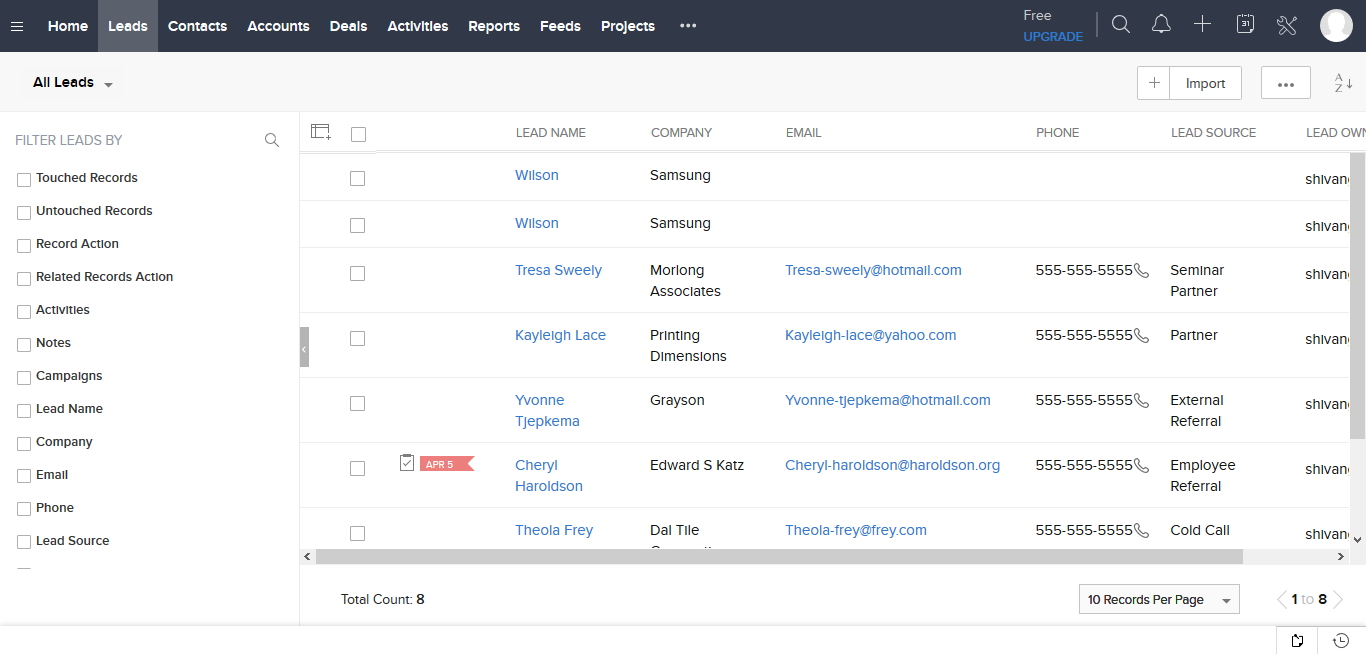 Home Leads Contacts Accounts Deals Activities Reports Feeds Projects ••• Free
UPGRADE
31
All Leads
+ Import ••• A Z
FILTER LEADS BY
Touched Records
Untouched Records
Record Action
Related Records Action
Activities
Notes
Campaigns
Lead Name
Company
Email
Phone
Lead Source
LEAD NAME COMPANY EMAIL PHONE LEAD SOURCE LEAD OWN
Wilson Samsung shivan
Wilson Samsung shivan
Tresa Sweely Morlong Tresa-sweely@hotmail.com 555-555-5555 Seminar shivan
Associates Partner
Kayleigh Lace Printing Kayleigh-lace@yahoo.com 555-555-5555 Partner shivan
Dimensions
Yvonne Grayson Yvonne-tjepkema@hotmail.com 555-555-5555 External shivan
Tjepkema Referral
APR 5 Cheryl Edward S Katz Cheryl-haroldson@haroldson.org 555-555-5555 Employee shivan
Haroldson Referral
Theola Frey Dal Tile Theola-frey@frey.com 555-555-5555 Cold Call shivan
Total Count: 8 10 Records Per Page 1 to 8